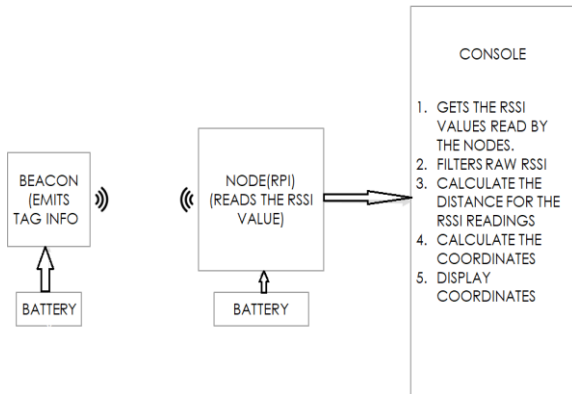 BEACON
(EMITS
TAG INFO
BATTERY
NODE(RPI)
(READS THE RSSI
VALUE)
BATTERY
CONSOLE
1. GETS THE RSSI
VALUES READ BY
THE NODES.
2. FILTERS RAW RSSI
3. CALCULATE THE
DISTANCE FOR THE
RSSI READINGS
4. CALCULATE THE
COORDINATES
5. DISPLAY
COORDINATES